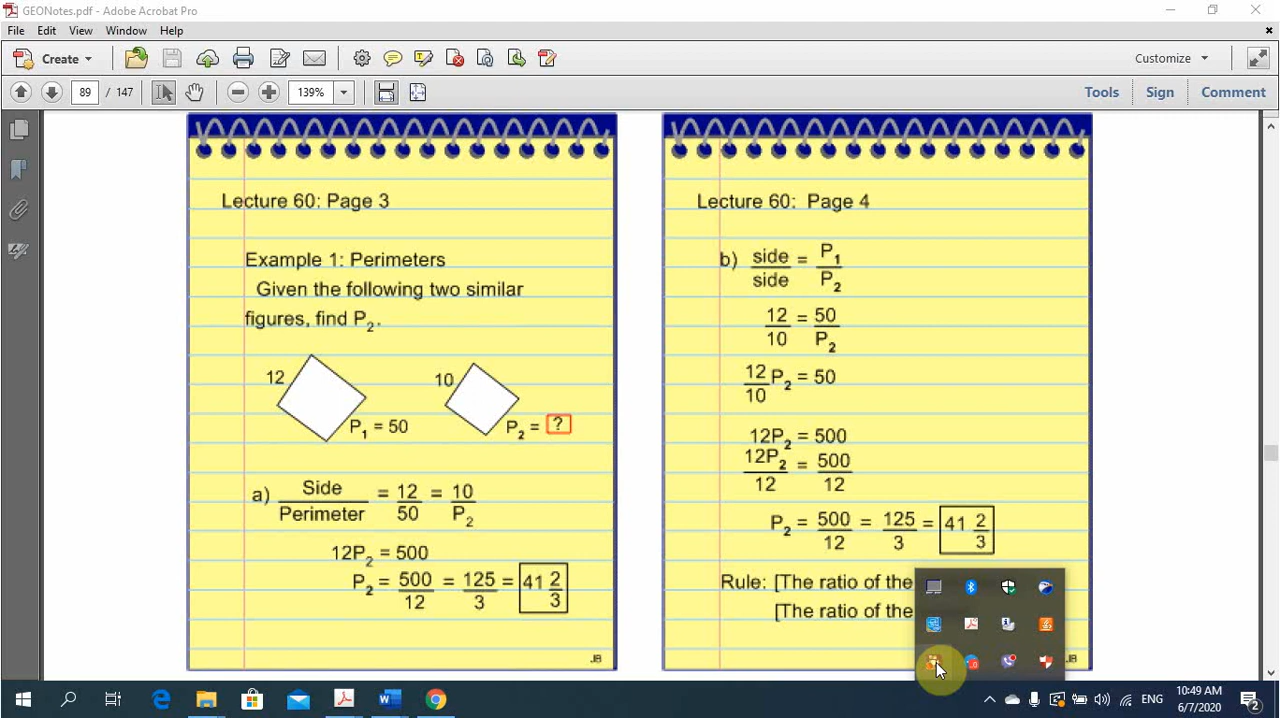 GEONotes.pdf - Adobe Acrobat Pro
File Edit View Window Help
Create
Customize
89 / 147
139%
Tools Sign Comment
Lecture 60: Page 3
Example 1: Perimeters
Given the following two similar
figures, find P2.
12
10
P1 = 50
P2 = ?
a) Side/Perimeter = 12/50 = 10/P2
12P2 = 500
P2 = 500/12 = 125/3 = 41 2/3
JB
Lecture 60: Page 4
b) side/side = P1/P2
12/10 = 50/P2
12/10 P2 = 50
12P2 = 500
12P2/12 = 500/12
P2 = 500/12 = 125/3 = 41 2/3
Rule: [The ratio of the
[The ratio of the
JB
ENG
10:49 AM
6/7/2020
2